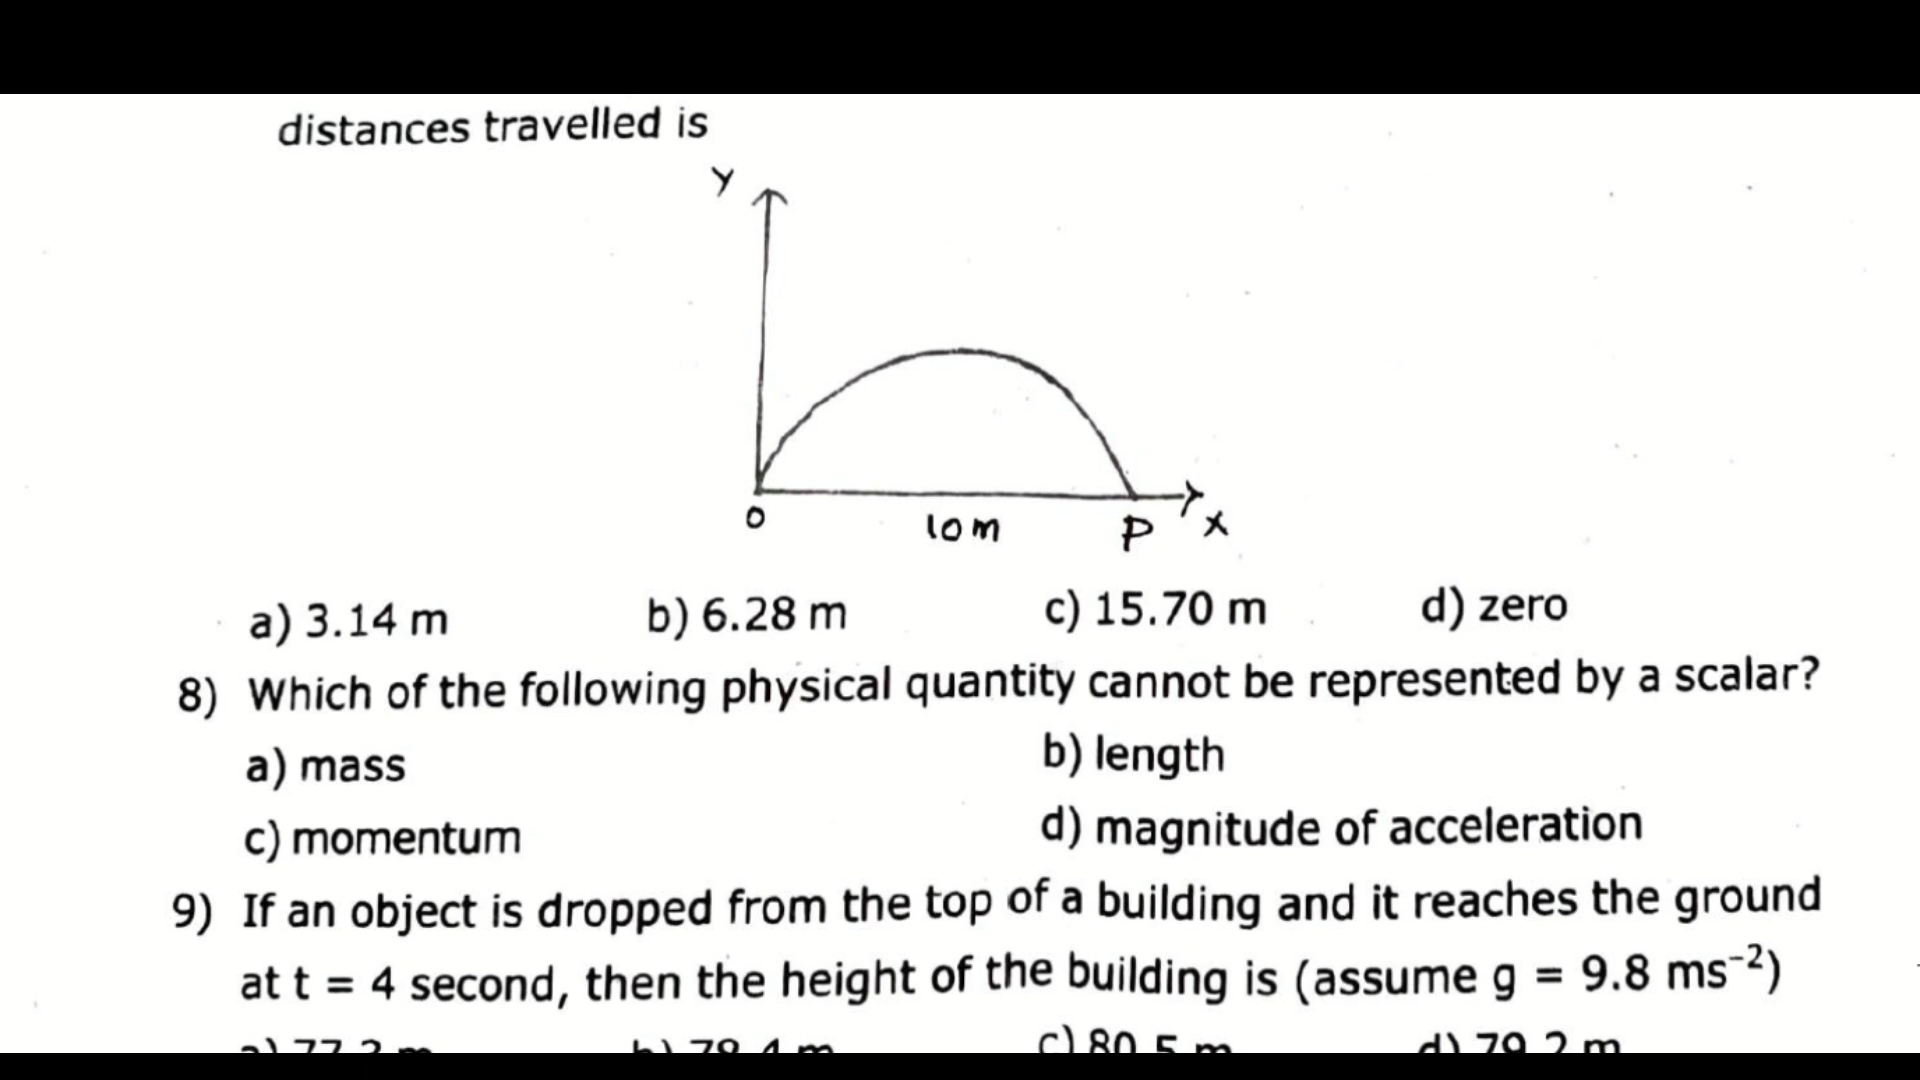 distances travelled is
Y
O 10m P X
a) 3.14 m b) 6.28 m c) 15.70 m d) zero
8) Which of the following physical quantity cannot be represented by a scalar?
a) mass b) length
c) momentum d) magnitude of acceleration
9) If an object is dropped from the top of a building and it reaches the ground
at t = 4 second, then the height of the building is (assume g = 9.8 ms⁻²)
c) 80.5 m